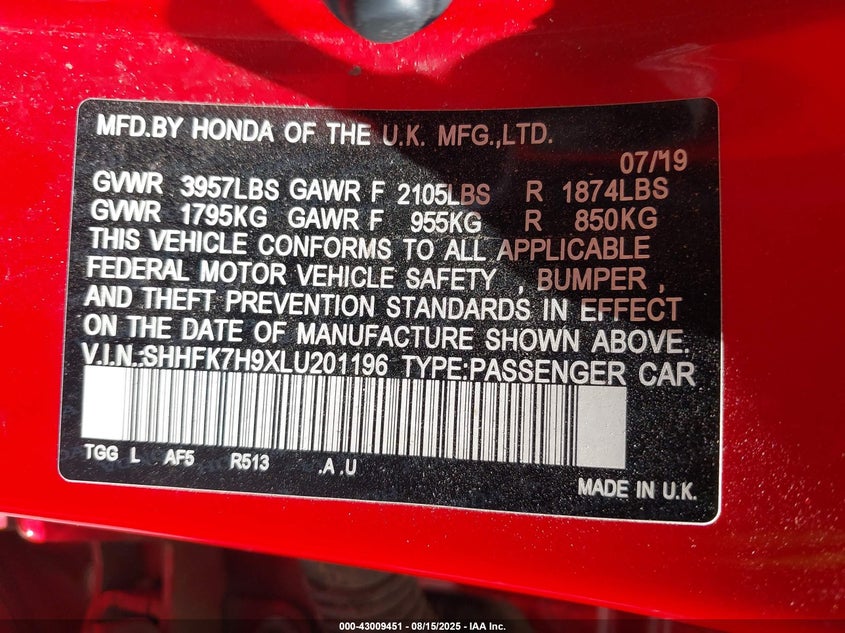 MFD.BY HONDA OF THE U.K. MFG.,LTD.
07/19
GVWR 3957LBS GAWR F 2105LBS R 1874LBS
GVWR 1795KG GAWR F 955KG R 850KG
THIS VEHICLE CONFORMS TO ALL APPLICABLE
FEDERAL MOTOR VEHICLE SAFETY , BUMPER ,
AND THEFT PREVENTION STANDARDS IN EFFECT
ON THE DATE OF MANUFACTURE SHOWN ABOVE.
V.I.N.:SHHFK7H9XLU201196 TYPE:PASSENGER CAR
TGG L AF5 R513 .A .U
MADE IN U.K.
000-43009451 - 08/15/2025 - IAA Inc.